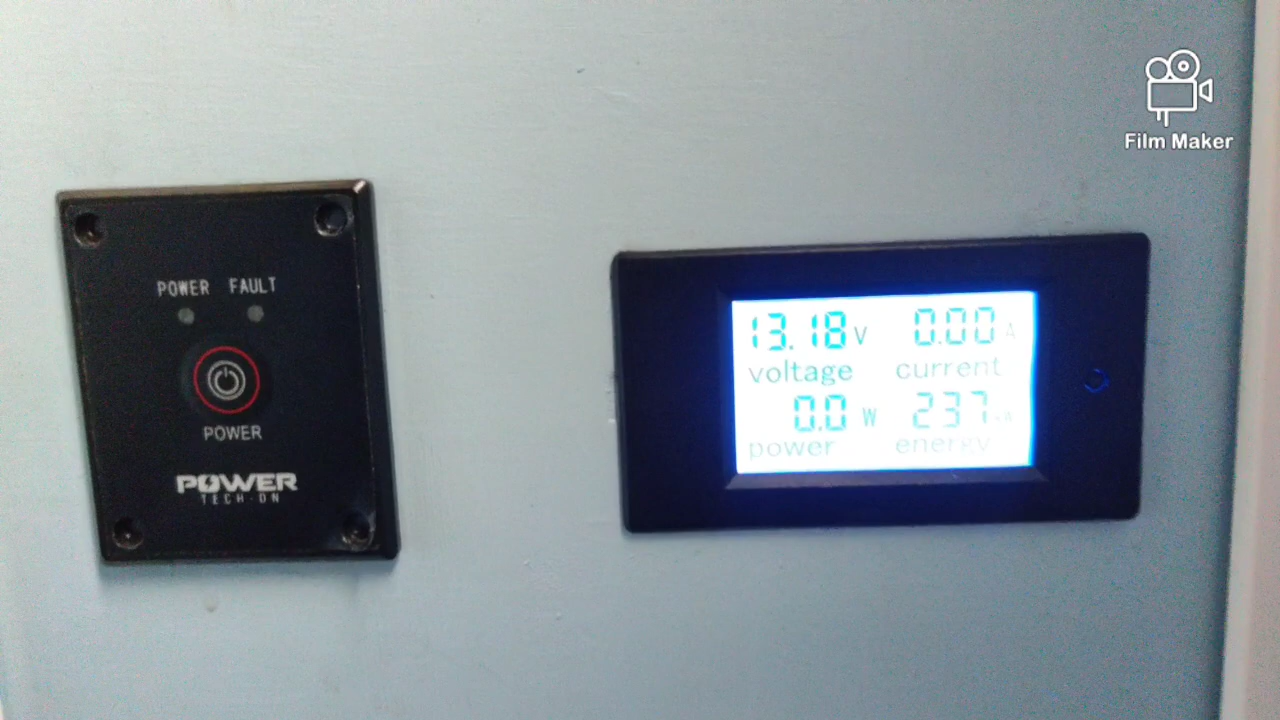 Film Maker
POWER FAULT
POWER
POWER
TECH-ON
13.18 V 0.00 A
voltage current
0.0 W 237
power energy